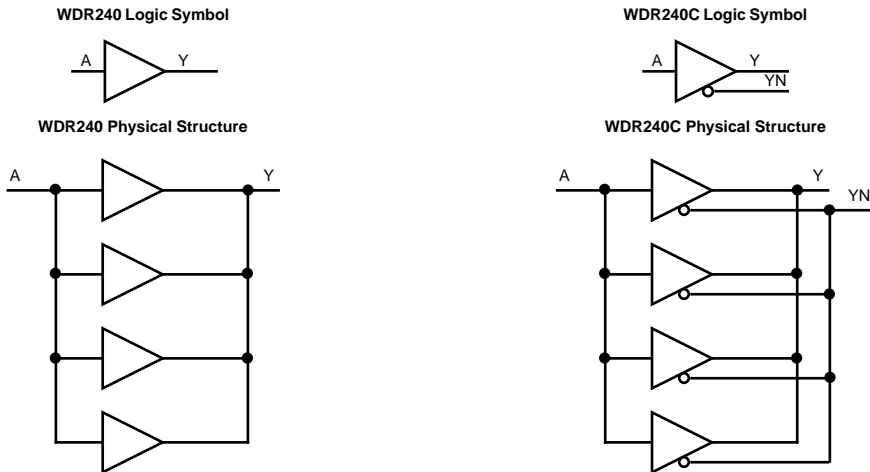 WDR240 Logic Symbol
A Y
WDR240 Physical Structure
A Y
WDR240C Logic Symbol
A Y
YN
WDR240C Physical Structure
A Y
YN